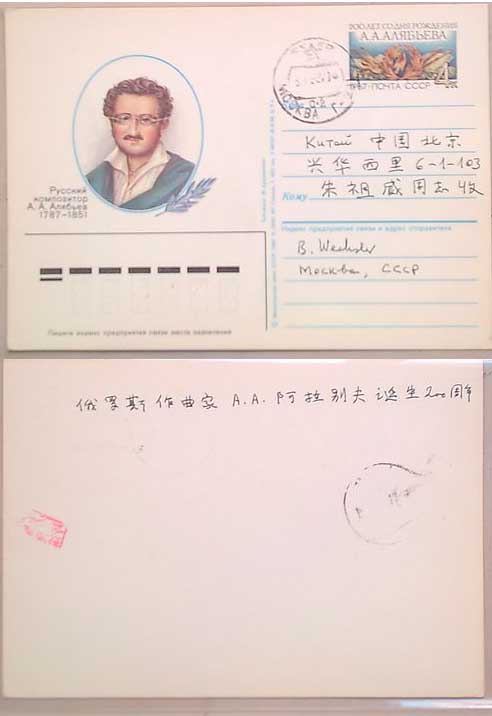 200 ЛЕТ СО ДНЯ РОЖДЕНИЯ
А.А.АЛЯБЬЕВА
1987·ПОЧТА СССР 4к
МОСКВА
Русский
композитор
А. А. Алябьев
1787–1851
Китай 中国 北京
兴华西里 6-1-103
Кому 朱祖威同志收
Индекс предприятия связи и адрес отправителя
B. Wechsler
Москва, СССР
Пишите индекс предприятия связи места назначения
俄罗斯作曲家 A.A.阿拉别夫诞生200周年